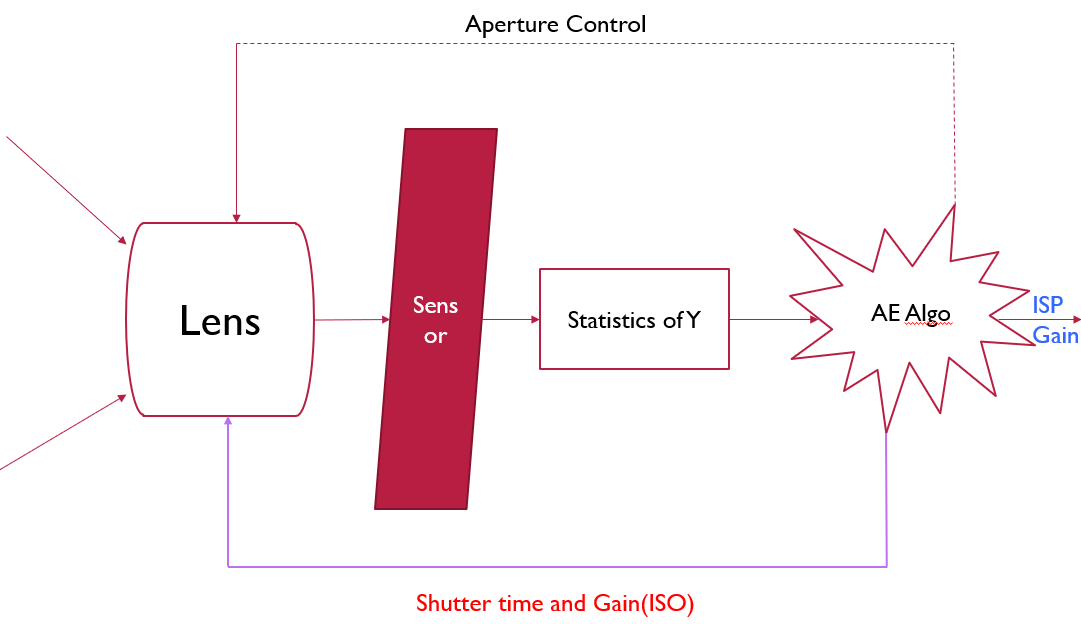 Aperture Control
Lens
Sens
or
Statistics of Y
AE Algo
ISP
Gain
Shutter time and Gain(ISO)